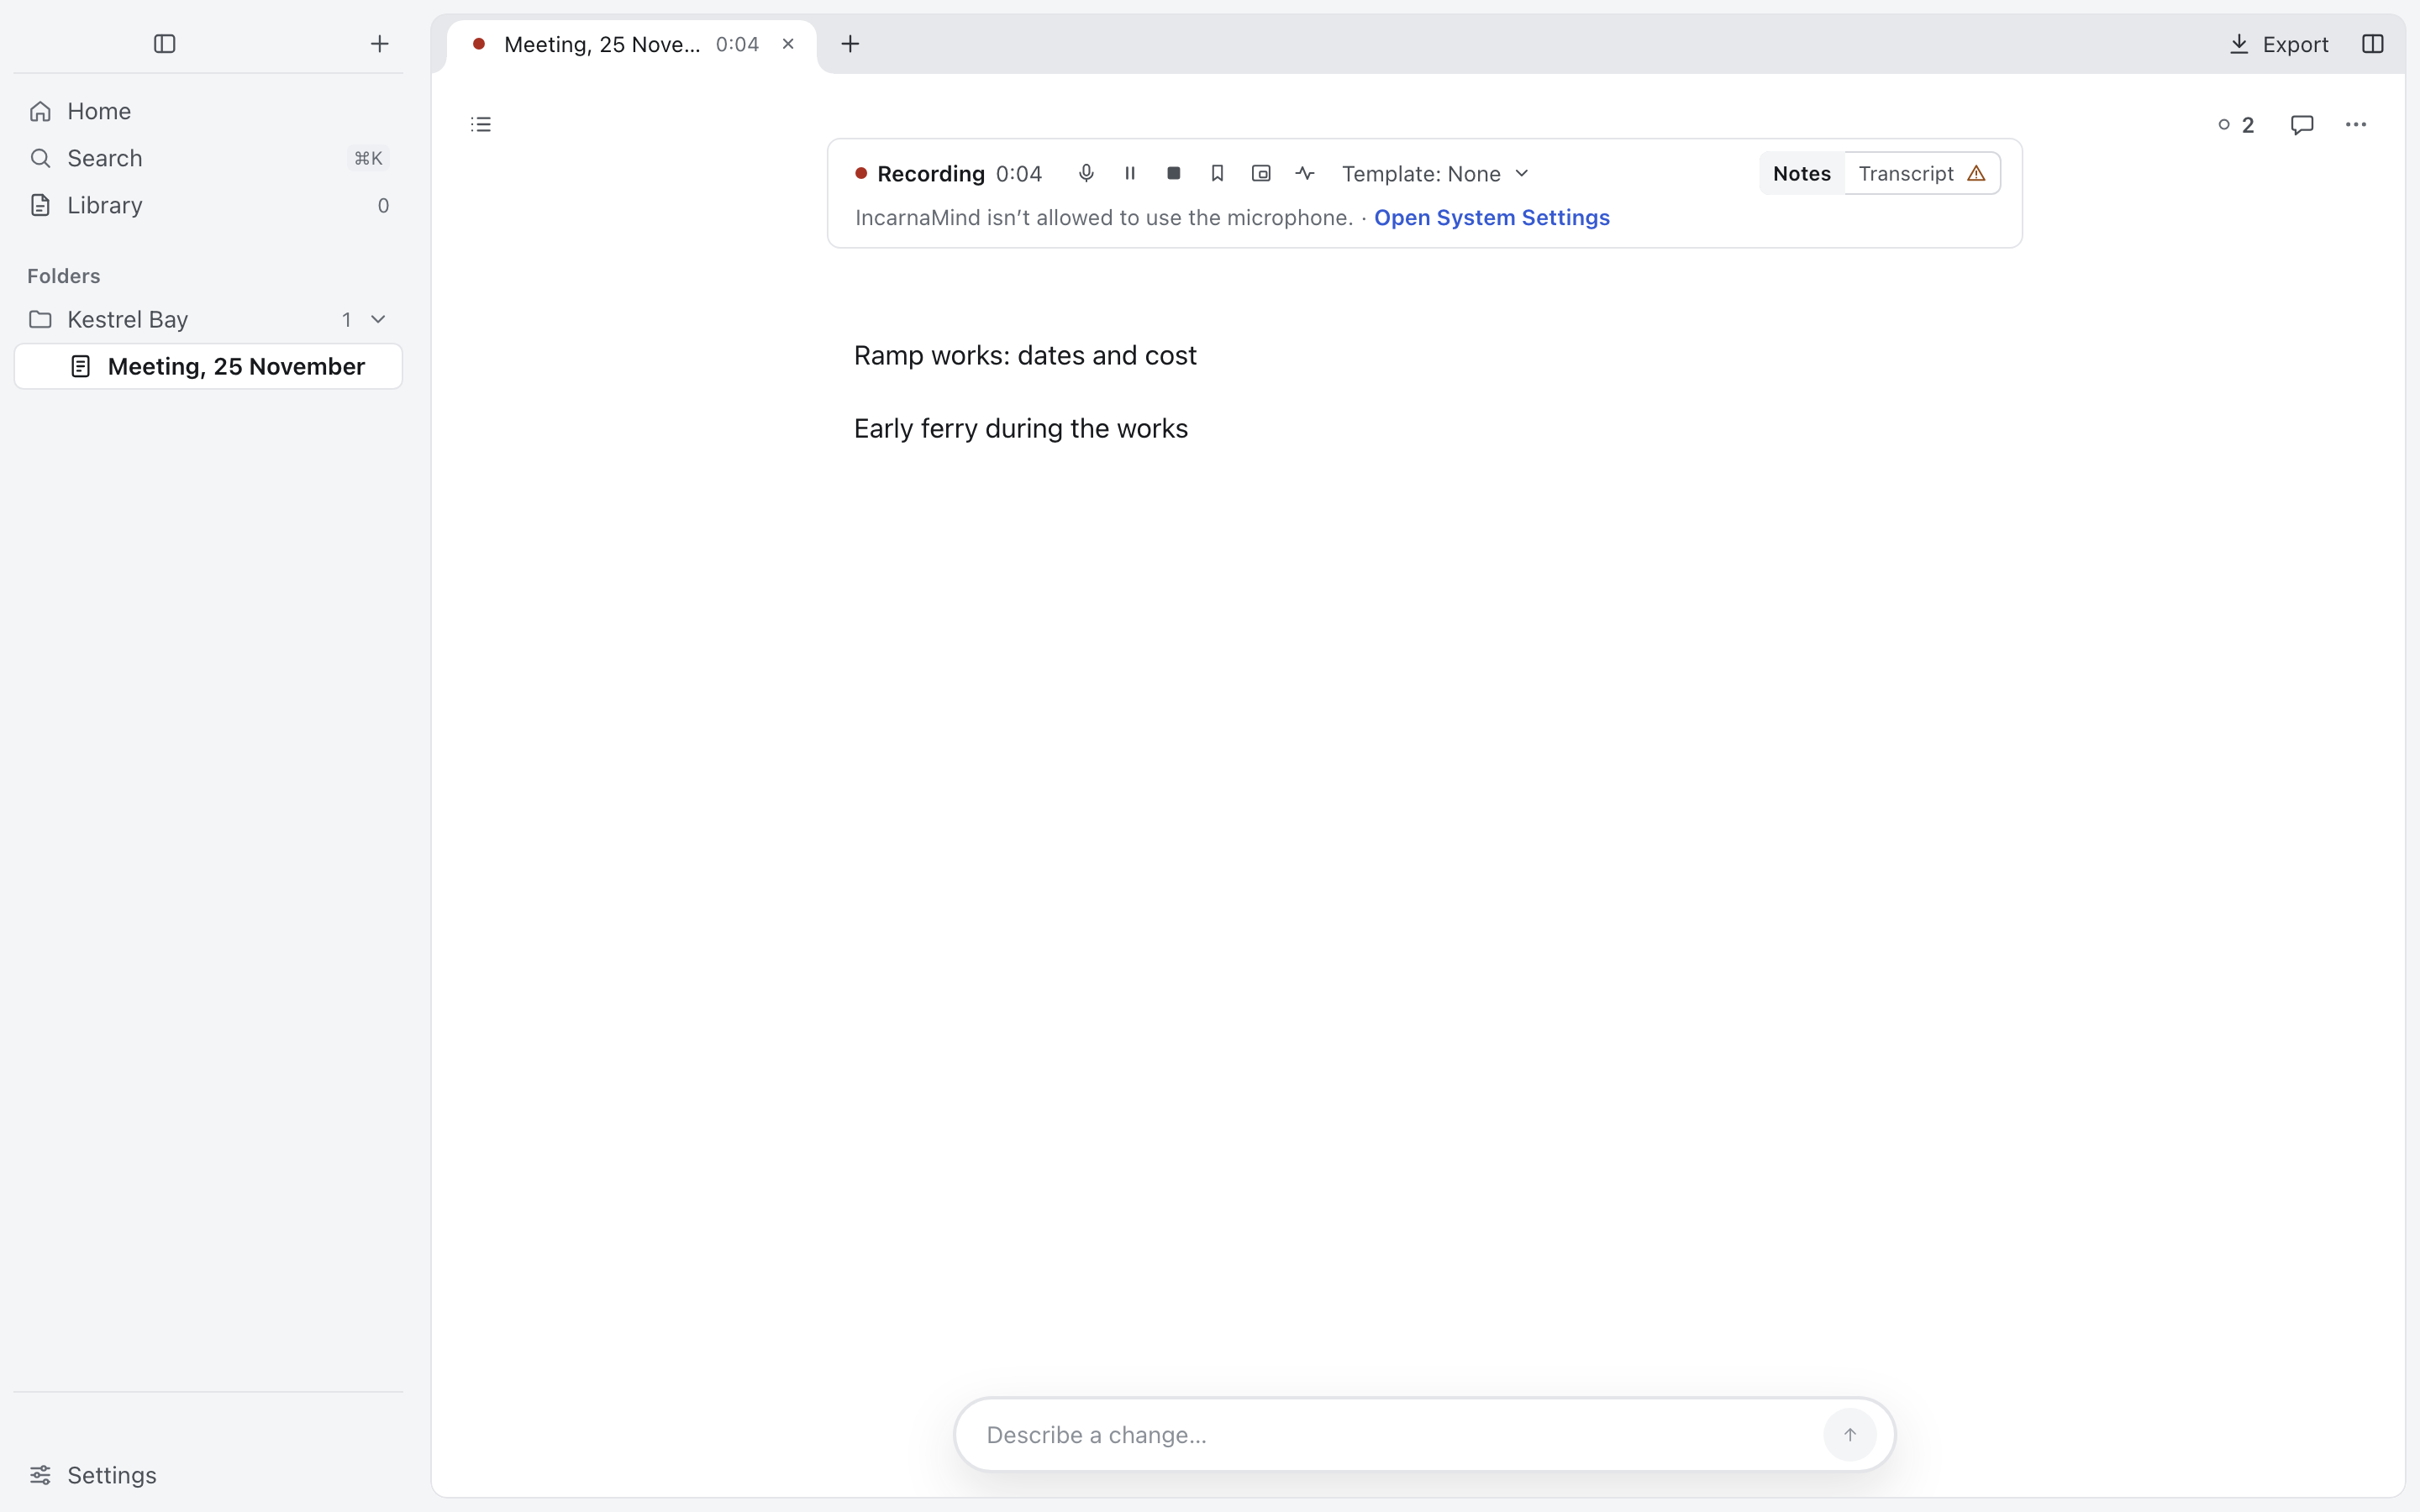 Home
Search ⌘K
Library 0
Folders
Kestrel Bay 1
Meeting, 25 November
Settings
Meeting, 25 Nove... 0:04
Export
2
Recording 0:04 Template: None Notes Transcript
IncarnaMind isn’t allowed to use the microphone. · Open System Settings
Ramp works: dates and cost
Early ferry during the works
Describe a change...